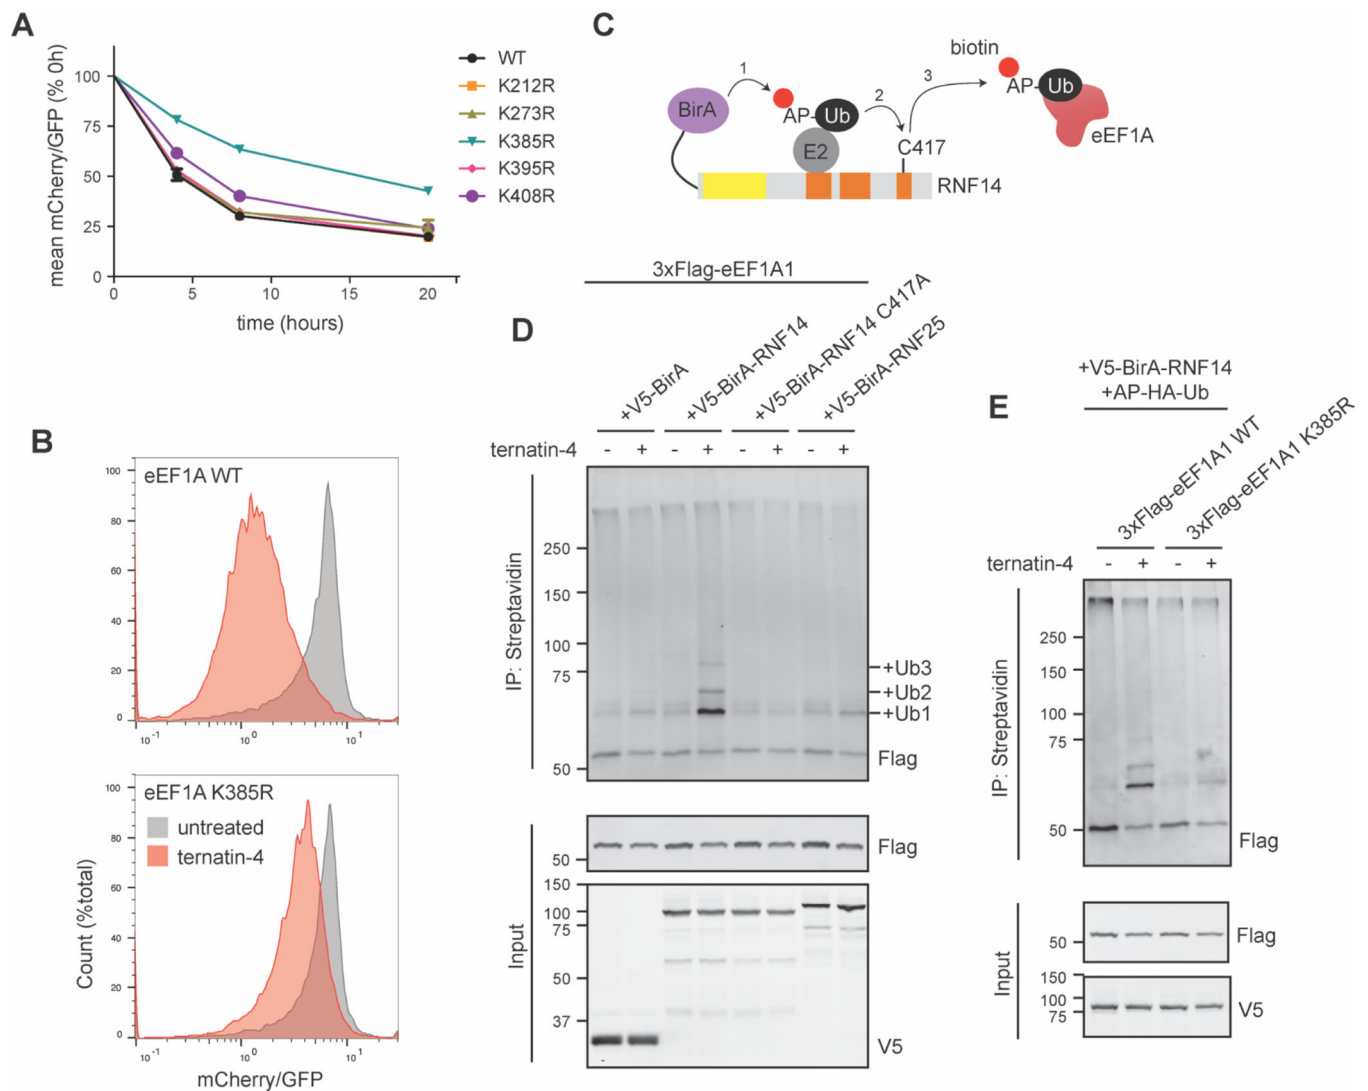 A
mean mCherry/GFP (% 0h)
100
75
50
25
0
0 5 10 15 20
time (hours)
WT
K212R
K273R
K385R
K395R
K408R
B
eEF1A WT
100
80
60
40
20
0
10-1 100 101
eEF1A K385R
untreated
ternatin-4
Count (%total)
100
80
60
40
20
0
10-1 100 101
mCherry/GFP
C
BirA
1
AP-
Ub
E2
2
C417
3
biotin
AP-
Ub
eEF1A
RNF14
D
3xFlag-eEF1A1
+V5-BirA
+V5-BirA-RNF14
+V5-BirA-RNF14 C417A
+V5-BirA-RNF25
ternatin-4 - + - + - + - +
IP: Streptavidin
250
150
100
75
50
+Ub3
+Ub2
+Ub1
Flag
Input
50
Flag
150
100
75
50
37
V5
E
+V5-BirA-RNF14
+AP-HA-Ub
3xFlag-eEF1A1 WT
3xFlag-eEF1A1 K385R
ternatin-4 - + - +
IP: Streptavidin
250
150
100
75
50
Flag
Input
50
Flag
150
100
75
V5